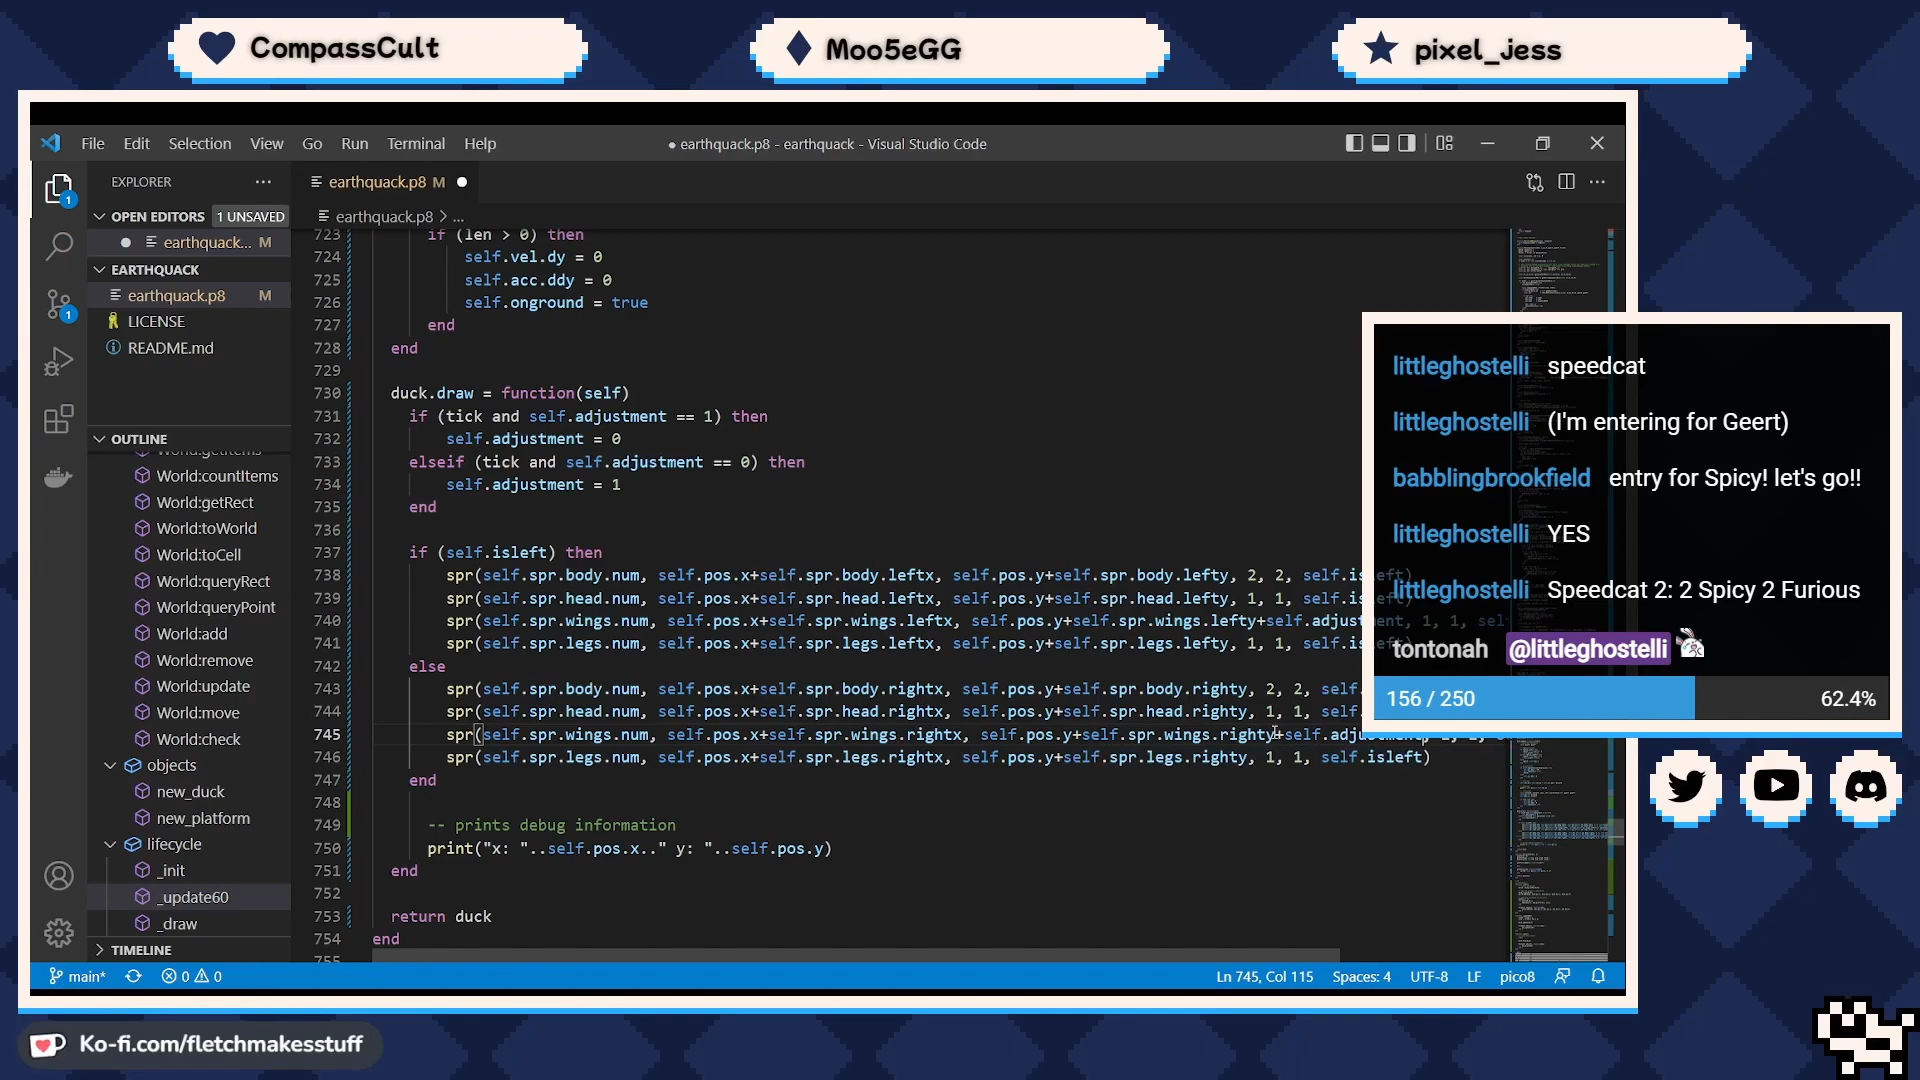 CompassCult
Moo5eGG
pixel_jess
File Edit Selection View Go Run Terminal Help
● earthquack.p8 - earthquack - Visual Studio Code
EXPLORER
earthquack.p8 M
OPEN EDITORS 1 UNSAVED
earthquack.p8 > ...
earthquack... M
EARTHQUACK
earthquack.p8 M
LICENSE
README.md
OUTLINE
World:countItems
World:getRect
World:toWorld
World:toCell
World:queryRect
World:queryPoint
World:add
World:remove
World:update
World:move
World:check
objects
new_duck
new_platform
lifecycle
_init
_update60
_draw
TIMELINE
723 if (len > 0) then
724 self.vel.dy = 0
725 self.acc.ddy = 0
726 self.onground = true
727 end
728 end
729
730 duck.draw = function(self)
731 if (tick and self.adjustment == 1) then
732 self.adjustment = 0
733 elseif (tick and self.adjustment == 0) then
734 self.adjustment = 1
735 end
736
737 if (self.isleft) then
738 spr(self.spr.body.num, self.pos.x+self.spr.body.leftx, self.pos.y+self.spr.body.lefty, 2, 2, self.isleft)
739 spr(self.spr.head.num, self.pos.x+self.spr.head.leftx, self.pos.y+self.spr.head.lefty, 1, 1, self.isleft)
740 spr(self.spr.wings.num, self.pos.x+self.spr.wings.leftx, self.pos.y+self.spr.wings.lefty+self.adjustment, 1, 1, sel
741 spr(self.spr.legs.num, self.pos.x+self.spr.legs.leftx, self.pos.y+self.spr.legs.lefty, 1, 1, self.isleft)
742 else
743 spr(self.spr.body.num, self.pos.x+self.spr.body.rightx, self.pos.y+self.spr.body.righty, 2, 2, self.
744 spr(self.spr.head.num, self.pos.x+self.spr.head.rightx, self.pos.y+self.spr.head.righty, 1, 1, self.
745 spr(self.spr.wings.num, self.pos.x+self.spr.wings.rightx, self.pos.y+self.spr.wings.righty+self.adjustment,
746 spr(self.spr.legs.num, self.pos.x+self.spr.legs.rightx, self.pos.y+self.spr.legs.righty, 1, 1, self.isleft)
747 end
748
749 -- prints debug information
750 print("x: "..self.pos.x.." y: "..self.pos.y)
751 end
752
753 return duck
754 end
755
littleghostelli speedcat
littleghostelli (I'm entering for Geert)
babblingbrookfield entry for Spicy! let's go!!
littleghostelli YES
littleghostelli Speedcat 2: 2 Spicy 2 Furious
tontonah @littleghostelli
156 / 250 62.4%
main* 0 0 Ln 745, Col 115 Spaces: 4 UTF-8 LF pico8
Ko-fi.com/fletchmakesstuff